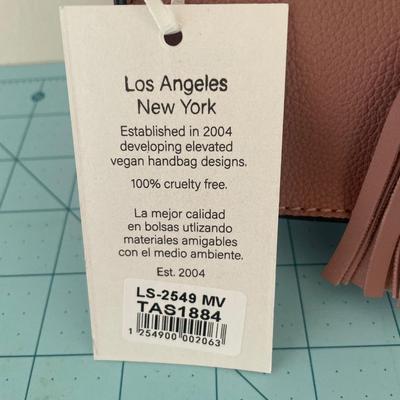 Los Angeles
New York
Established in 2004
developing elevated
vegan handbag designs.
100% cruelty free.
La mejor calidad
en bolsas utlizando
materiales amigables
con el medio ambiente.
Est. 2004
LS-2549 MV
TAS1884
1 254900 002063